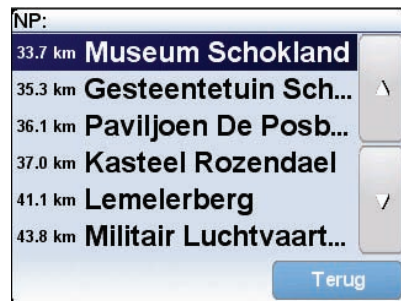 NP:
33.7 km Museum Schokland
35.3 km Gesteentetuin Sch...
36.1 km Paviljoen De Posb...
37.0 km Kasteel Rozendael
41.1 km Lemelerberg
43.8 km Militair Luchtvaart...
Terug